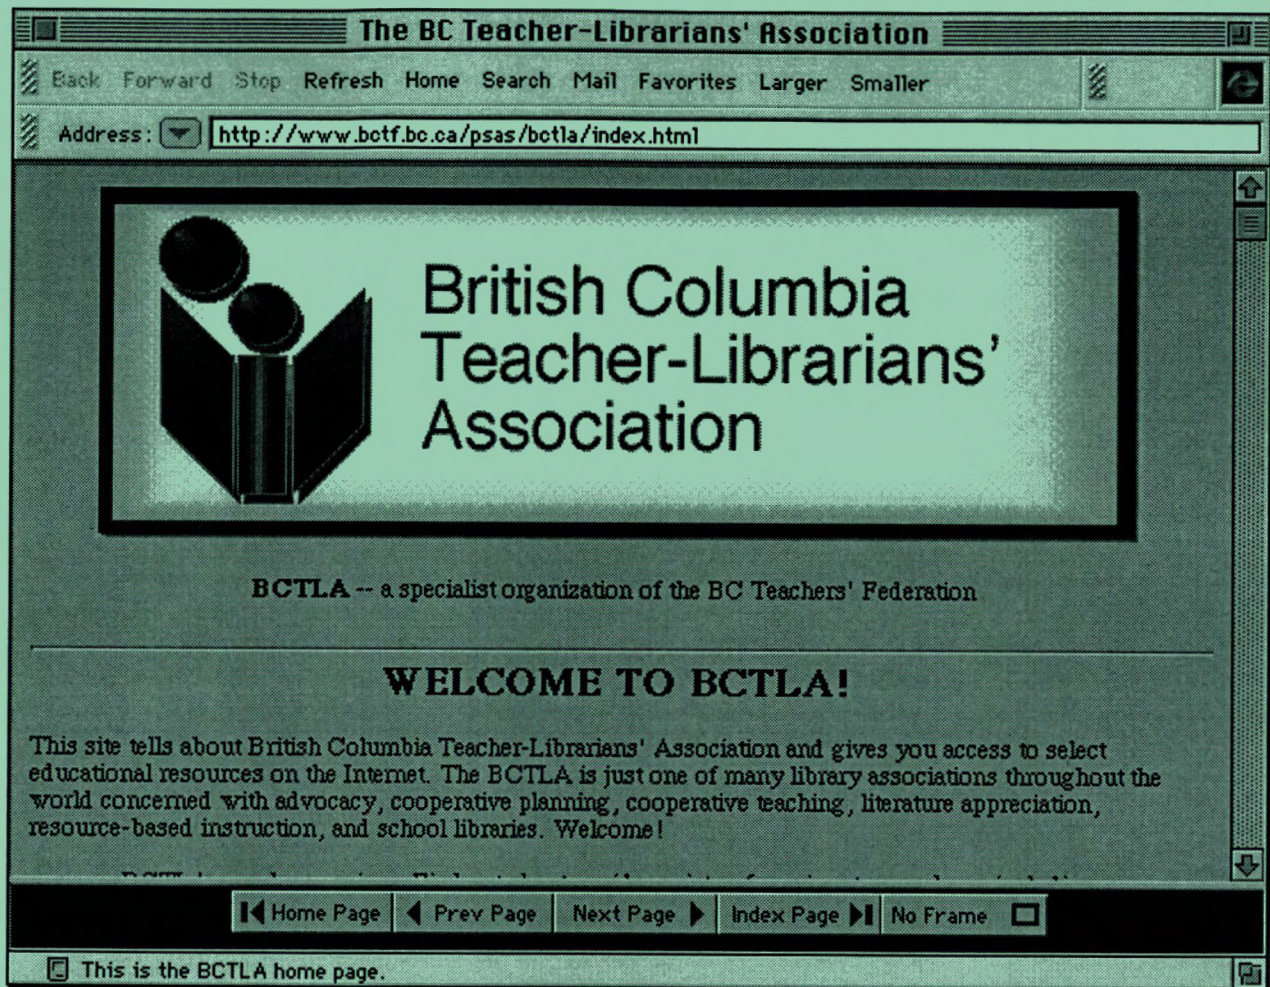 The BC Teacher-Librarians' Association
Back Forward Stop Refresh Home Search Mail Favorites Larger Smaller
Address: http://www.bctf.bc.ca/psas/bctla/index.html
British Columbia
Teacher-Librarians'
Association
BCTLA -- a specialist organization of the BC Teachers' Federation
WELCOME TO BCTLA!
This site tells about British Columbia Teacher-Librarians' Association and gives you access to select
educational resources on the Internet. The BCTLA is just one of many library associations throughout the
world concerned with advocacy, cooperative planning, cooperative teaching, literature appreciation,
resource-based instruction, and school libraries. Welcome!
Home Page Prev Page Next Page Index Page No Frame
This is the BCTLA home page.